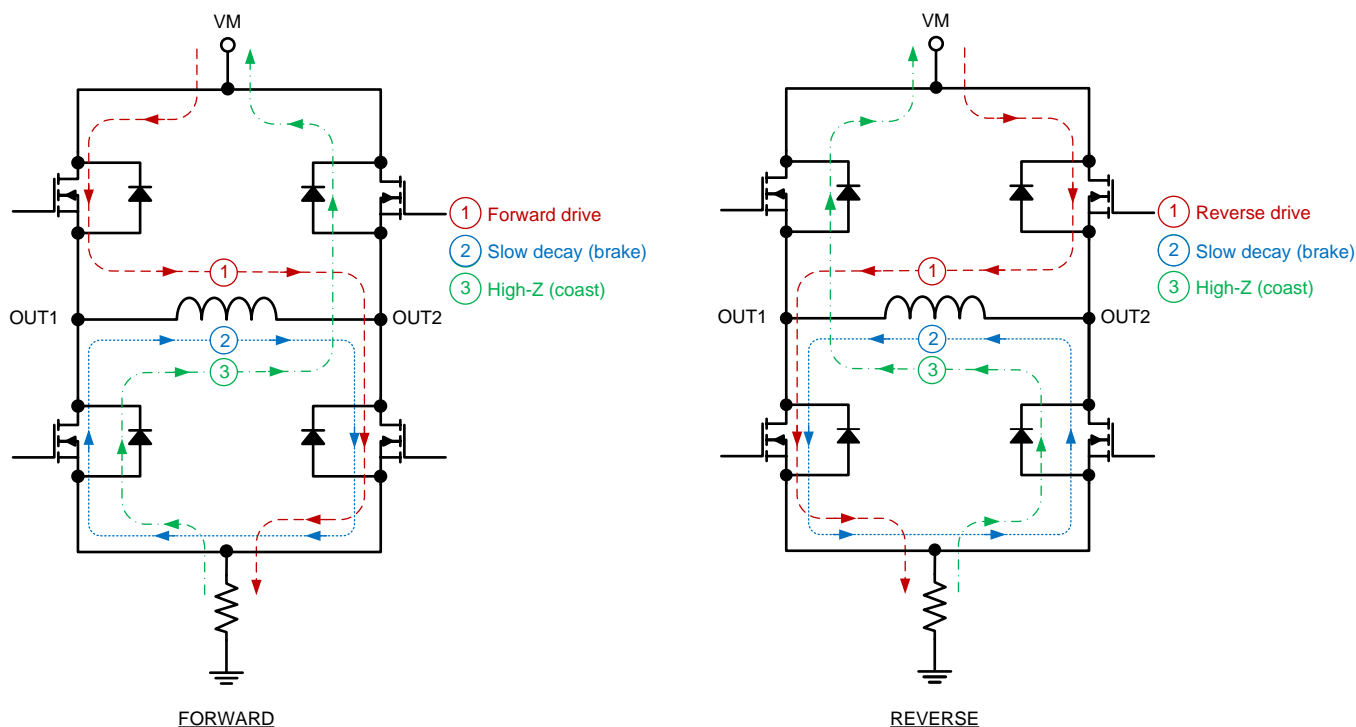 VM
1 Forward drive
2 Slow decay (brake)
3 High-Z (coast)
1
OUT1
OUT2
2
3
FORWARD
VM
1 Reverse drive
2 Slow decay (brake)
3 High-Z (coast)
1
OUT1
OUT2
2
3
REVERSE